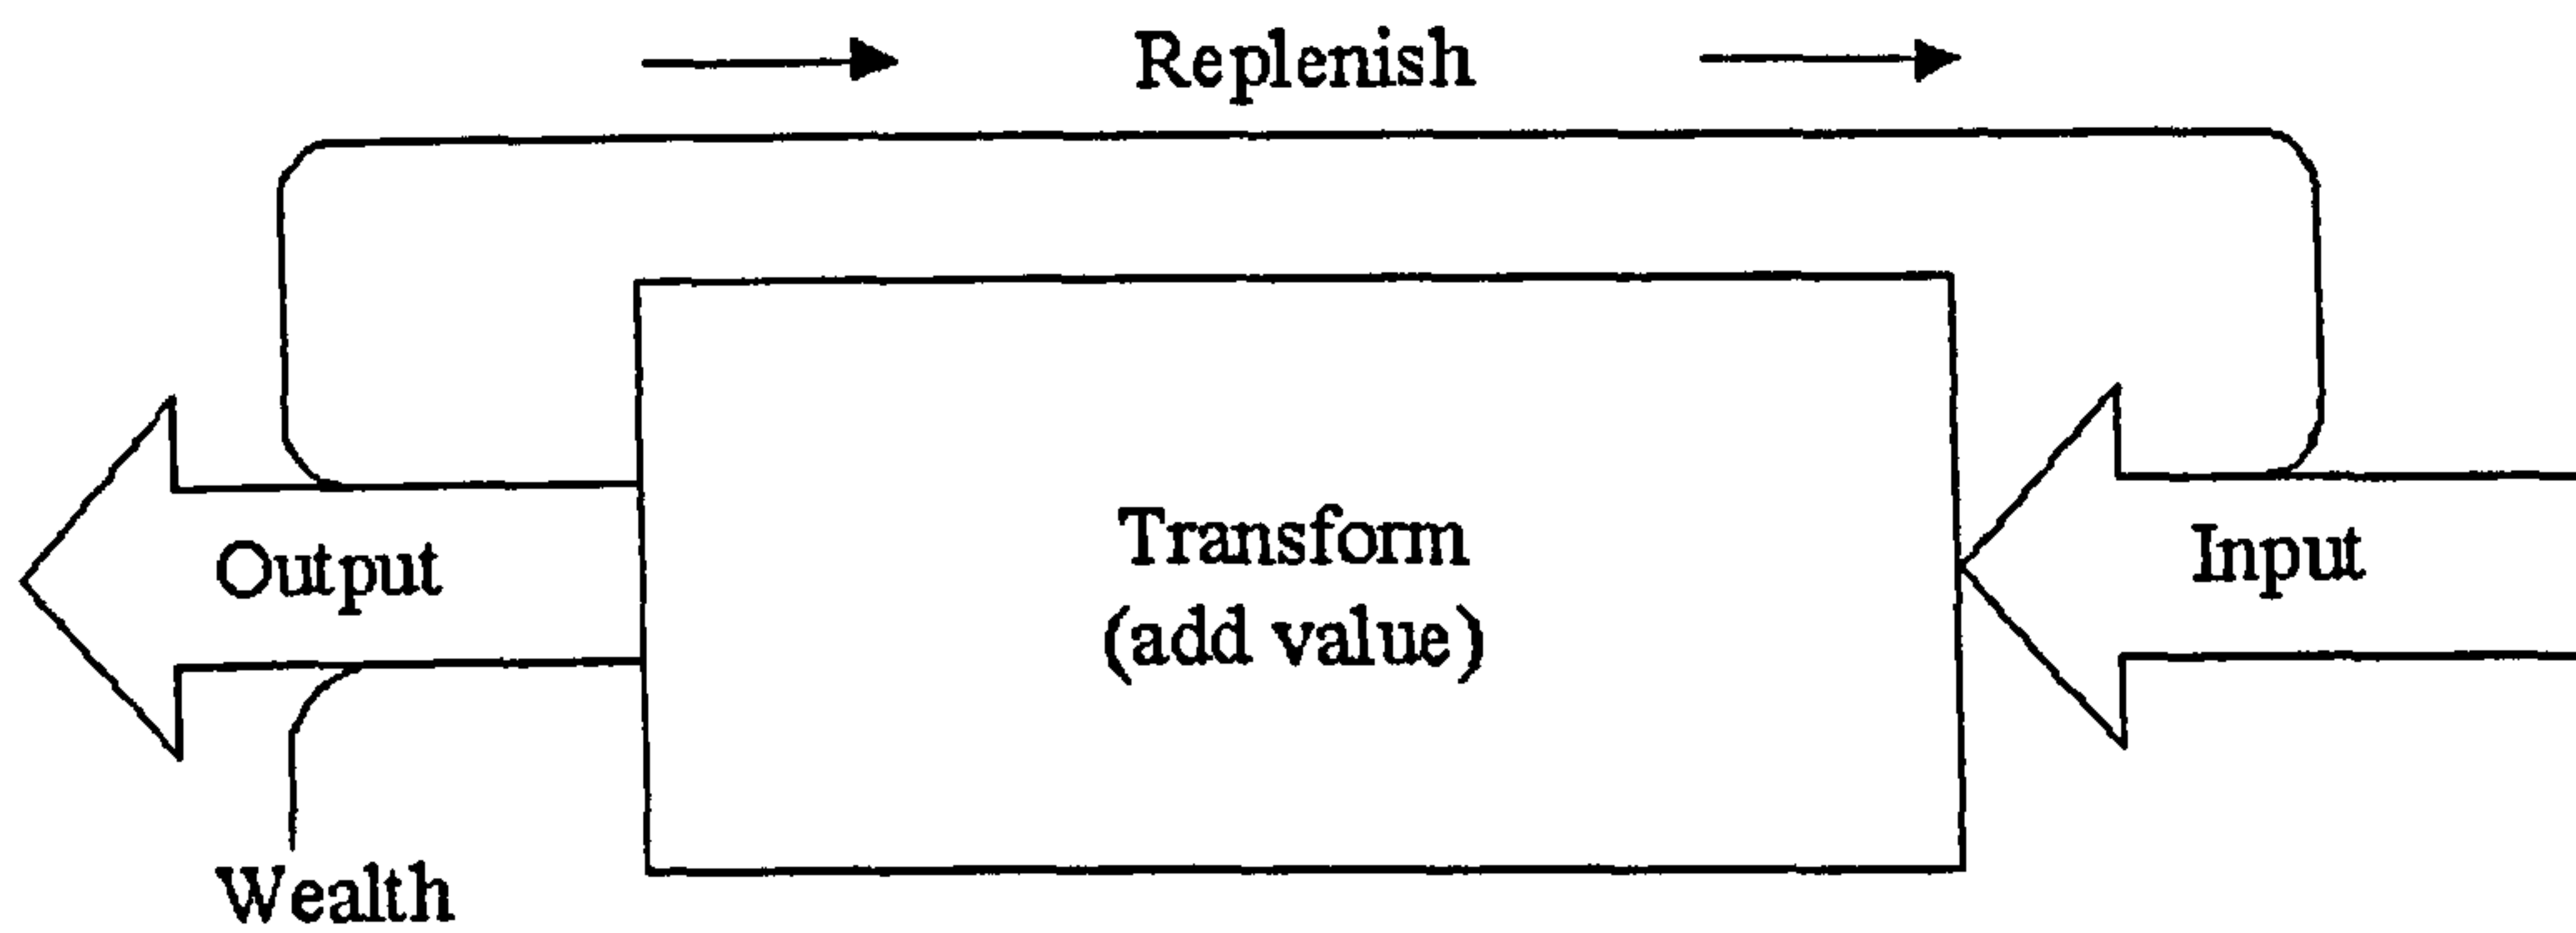 Replenish
Output
Transform
(add value)
Input
Wealth